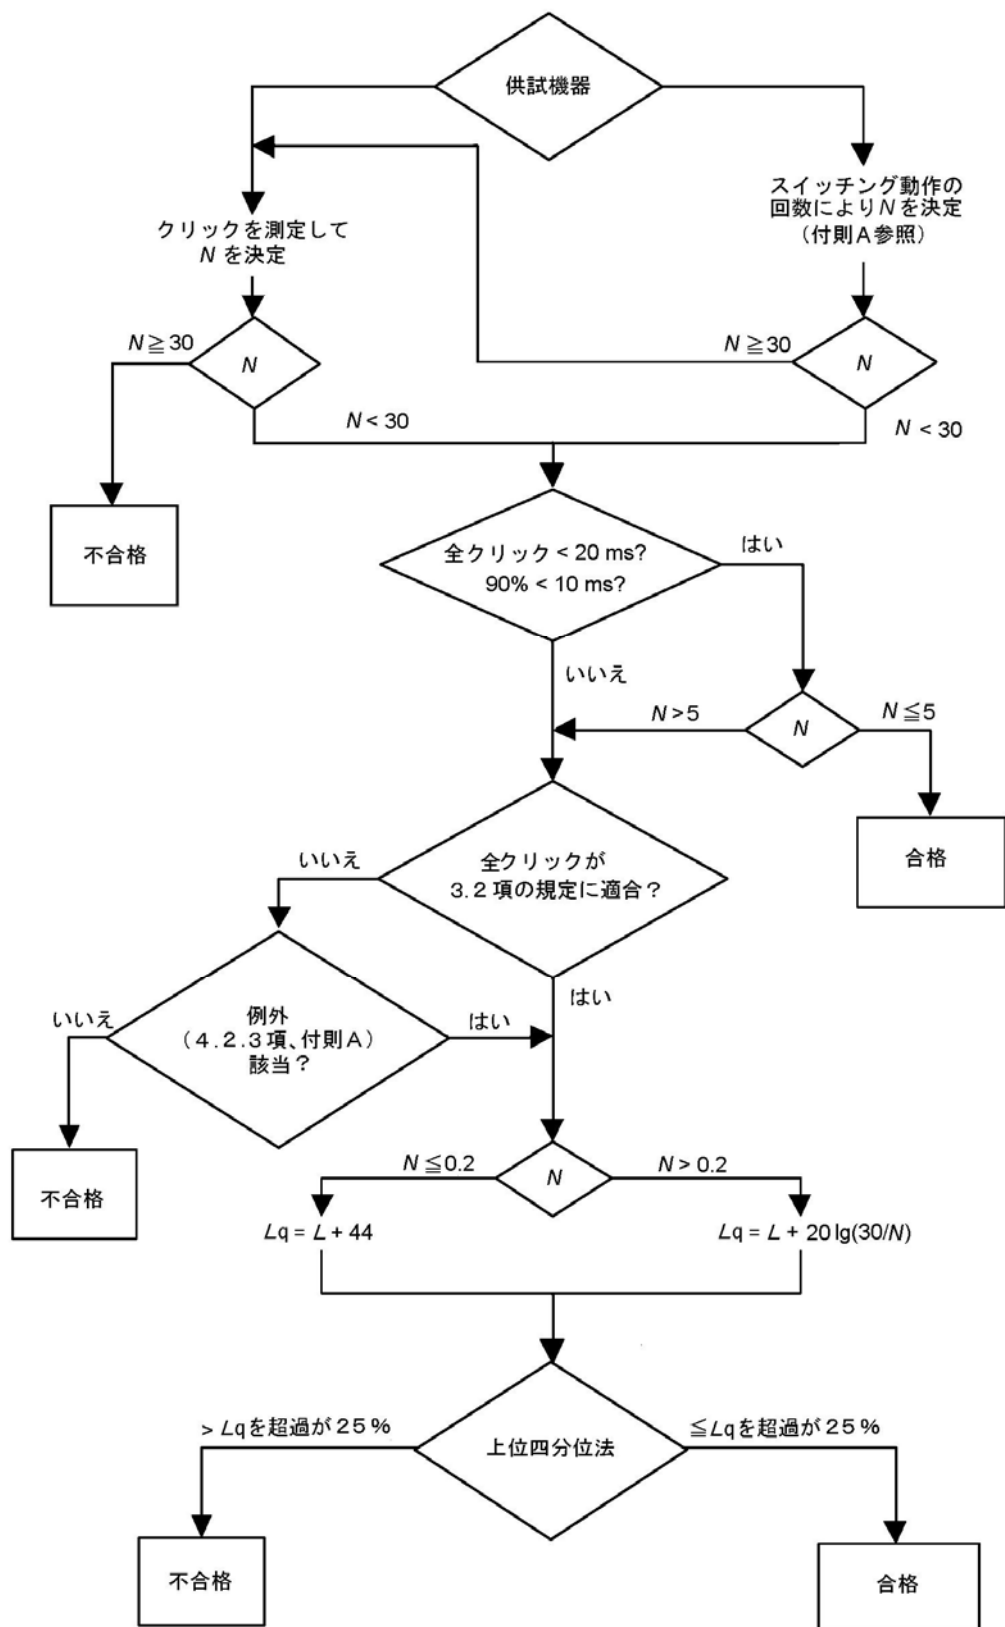 供試機器
スイッチング動作の
回数により N を決定
（付則A参照）
クリックを測定して
N を決定
N ≧ 30
N
N ≧ 30
N
N < 30
N < 30
不合格
全クリック < 20 ms?
90% < 10 ms?
はい
いいえ
N > 5
N
N ≦ 5
合格
いいえ
全クリックが
3.2 項の規定に適合？
はい
いいえ
例外
（4.2.3項、付則A）
該当？
はい
不合格
N ≦ 0.2
N
N > 0.2
Lq = L + 44
Lq = L + 20 lg(30/N)
> Lqを超過が 25%
上位四分位法
≦ Lqを超過が 25%
不合格
合格